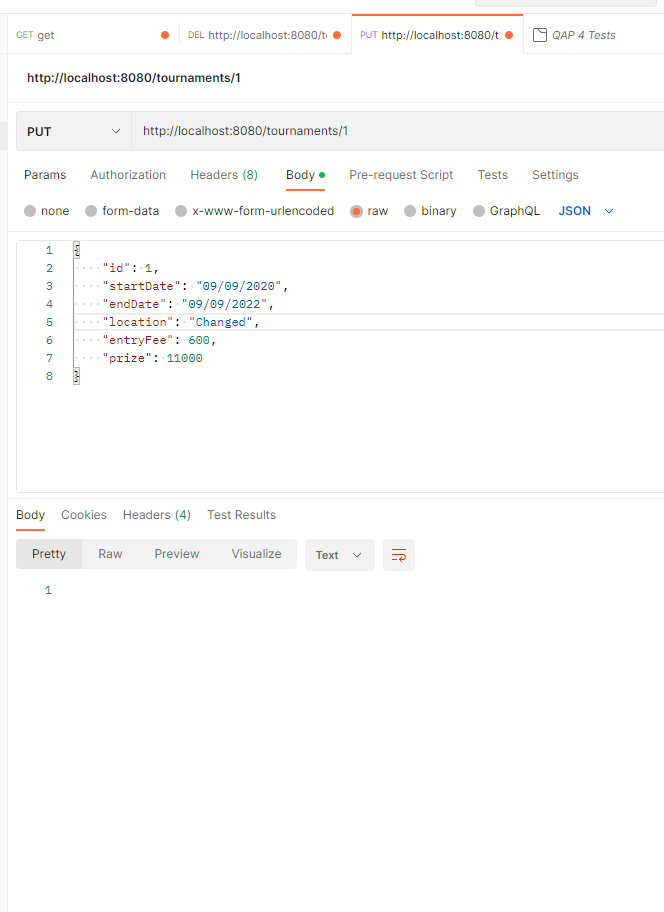 GET get
DEL http://localhost:8080/t
PUT http://localhost:8080/t
QAP 4 Tests
http://localhost:8080/tournaments/1
PUT http://localhost:8080/tournaments/1
Params Authorization Headers (8) Body Pre-request Script Tests Settings
none form-data x-www-form-urlencoded raw binary GraphQL JSON
1 {
2 "id": 1,
3 "startDate": "09/09/2020",
4 "endDate": "09/09/2022",
5 "location": "Changed",
6 "entryFee": 600,
7 "prize": 11000
8 }
Body Cookies Headers (4) Test Results
Pretty Raw Preview Visualize Text
1